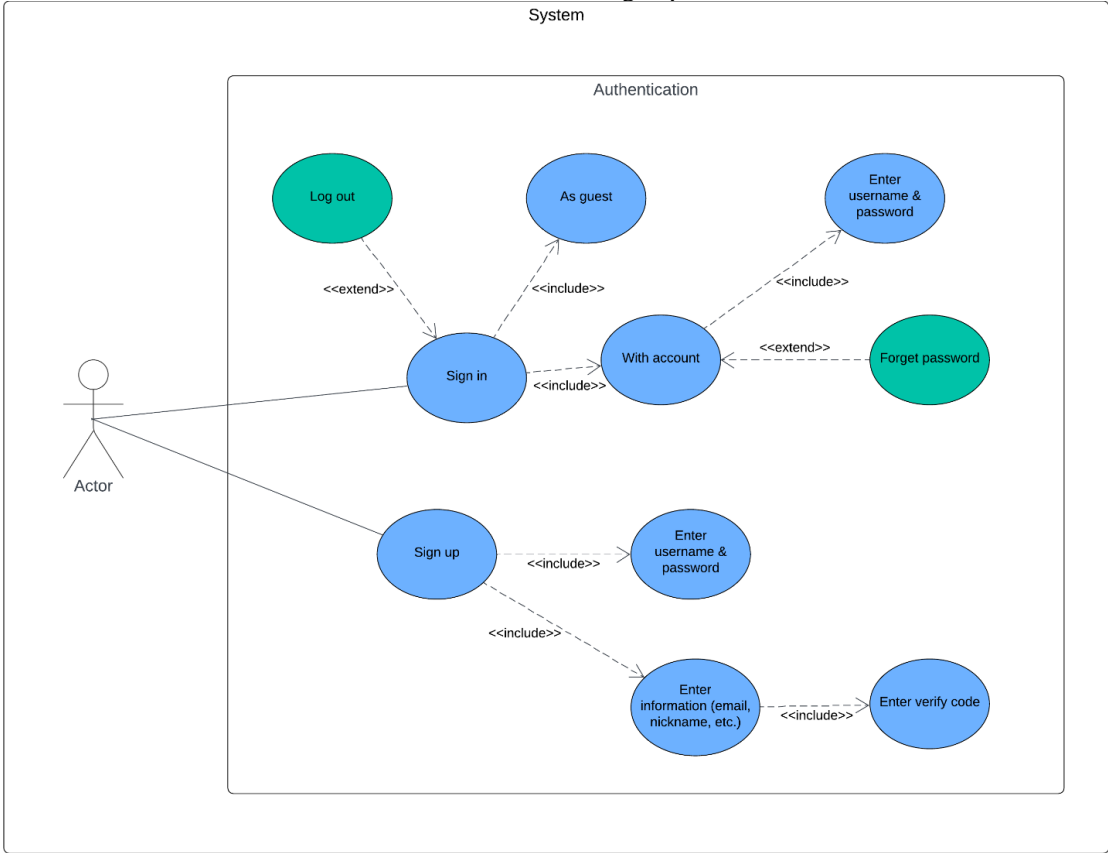 System
Authentication
Log out
As guest
Enter
username &
password
<<extend>>
<<include>>
<<include>>
Sign in
<<include>>
With account
<<extend>>
Forget password
Actor
Sign up
<<include>>
Enter
username &
password
<<include>>
Enter
information (email,
nickname, etc.)
<<include>>
Enter verify code